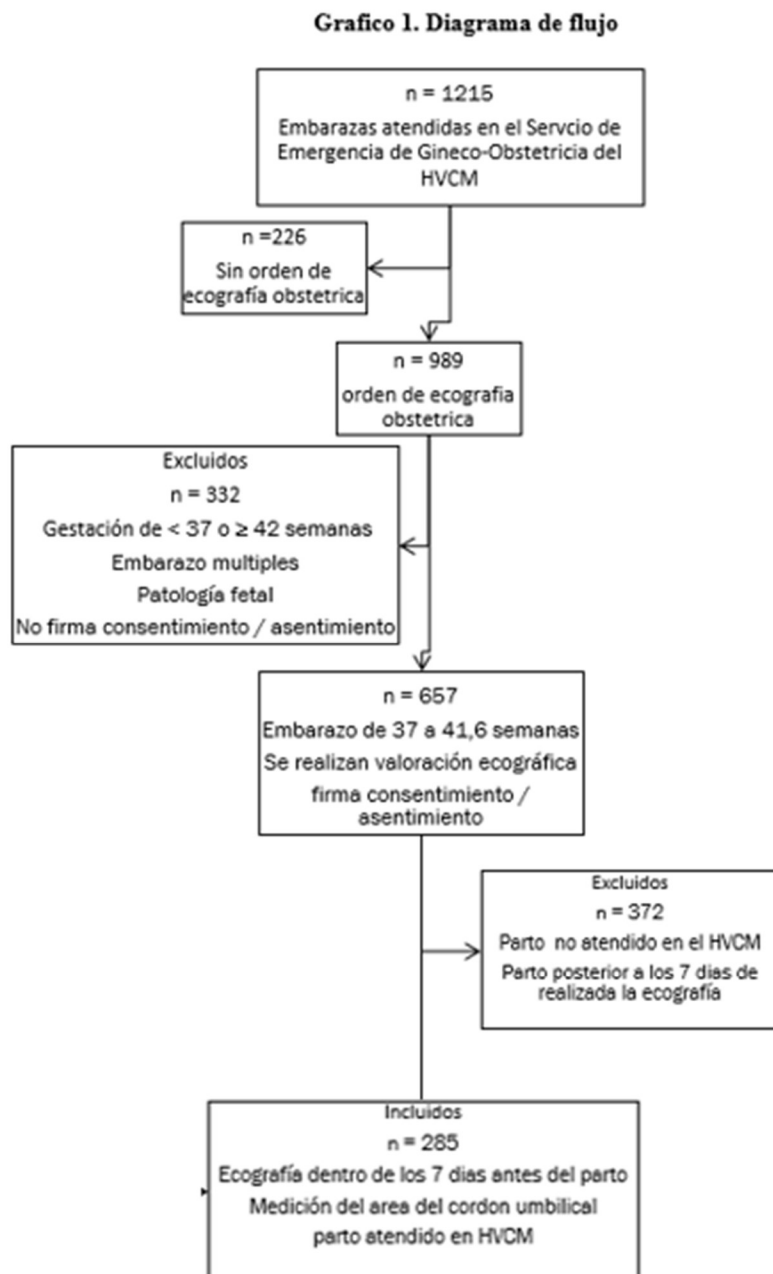 Grafico 1. Diagrama de flujo
n = 1215
Embarazas atendidas en el Servcio de
Emergencia de Gineco-Obstetricia del
HVCM
n =226
Sin orden de
ecografía obstetrica
n = 989
orden de ecografia
obstetrica
Excluidos
n = 332
Gestación de < 37 o ≥ 42 semanas
Embarazo multiples
Patología fetal
No firma consentimiento / asentimiento
n = 657
Embarazo de 37 a 41,6 semanas
Se realizan valoración ecográfica
firma consentimiento /
asentimiento
Excluidos
n = 372
Parto no atendido en el HVCM
Parto posterior a los 7 dias de
realizada la ecografía
Incluidos
n = 285
Ecografía dentro de los 7 dias antes del parto
Medición del area del cordon umbilical
parto atendido en HVCM